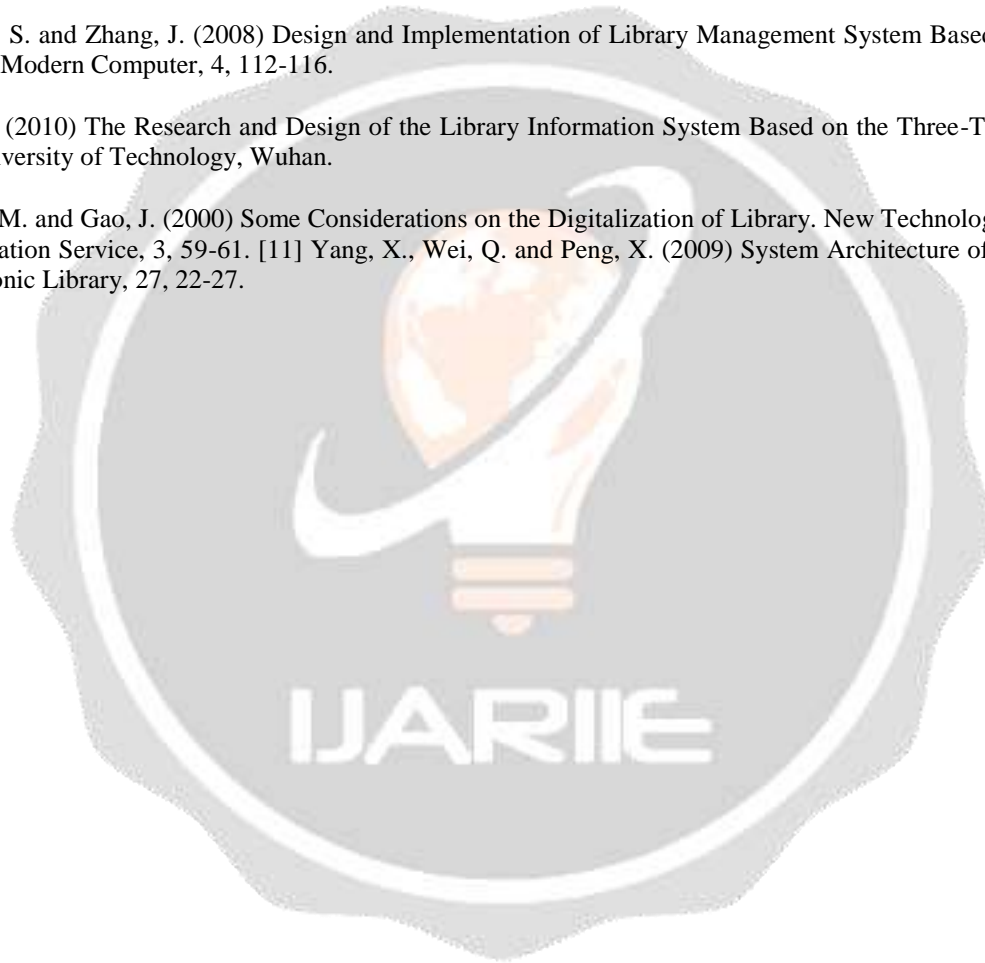 S. and Zhang, J. (2008) Design and Implementation of Library Management System Based
Modern Computer, 4, 112-116.
(2010) The Research and Design of the Library Information System Based on the Three-T
iversity of Technology, Wuhan.
M. and Gao, J. (2000) Some Considerations on the Digitalization of Library. New Technolog
ation Service, 3, 59-61. [11] Yang, X., Wei, Q. and Peng, X. (2009) System Architecture of
onic Library, 27, 22-27.
IJARIIE